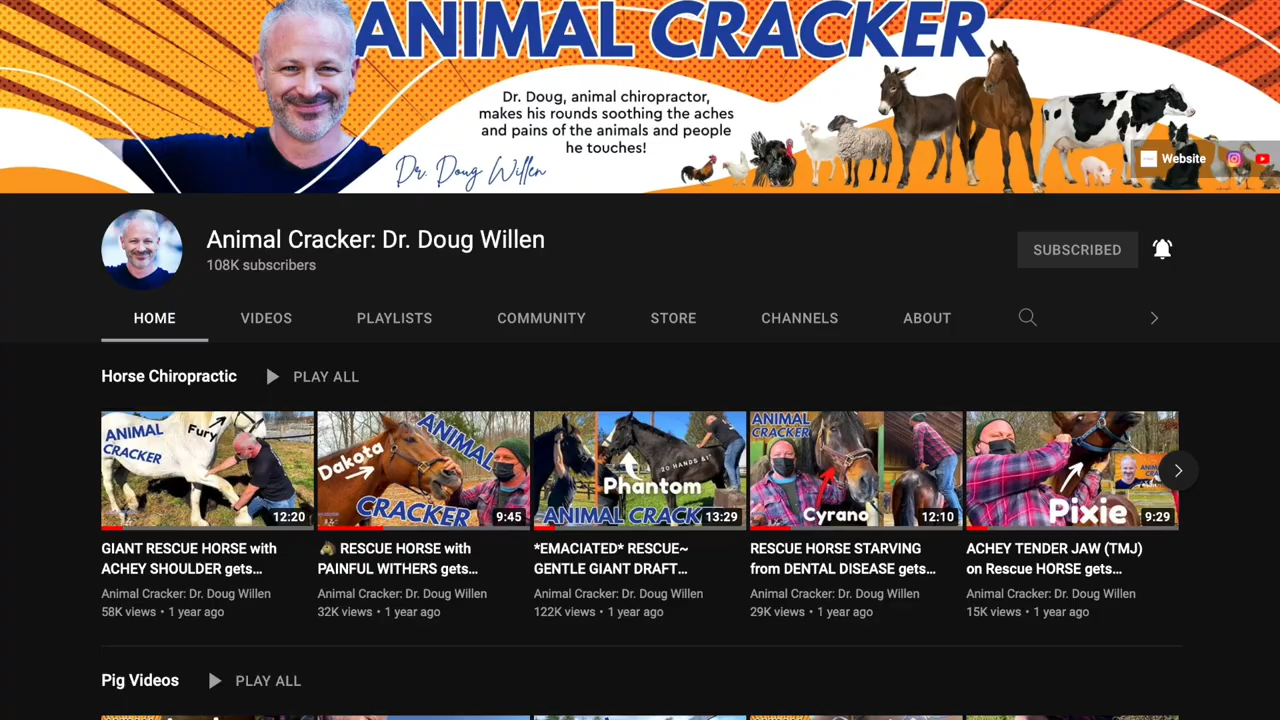 ANIMAL CRACKER
Dr. Doug, animal chiropractor,
makes his rounds soothing the aches
and pains of the animals and people
he touches!
Dr. Doug Willen
Website
Animal Cracker: Dr. Doug Willen
108K subscribers
SUBSCRIBED
HOME VIDEOS PLAYLISTS COMMUNITY STORE CHANNELS ABOUT
Horse Chiropractic PLAY ALL
ANIMAL
CRACKER
Fury
12:20
Dakota
ANIMAL
CRACKER
9:45
20 HANDS
Phantom
ANIMAL CRACK
13:29
ANIMAL
CRACKER
Cyrano
12:10
Pixie
9:29
GIANT RESCUE HORSE with
ACHEY SHOULDER gets...
Animal Cracker: Dr. Doug Willen
58K views • 1 year ago
🐴 RESCUE HORSE with
PAINFUL WITHERS gets...
Animal Cracker: Dr. Doug Willen
32K views • 1 year ago
*EMACIATED* RESCUE~
GENTLE GIANT DRAFT...
Animal Cracker: Dr. Doug Willen
122K views • 1 year ago
RESCUE HORSE STARVING
from DENTAL DISEASE gets...
Animal Cracker: Dr. Doug Willen
29K views • 1 year ago
ACHEY TENDER JAW (TMJ)
on Rescue HORSE gets...
Animal Cracker: Dr. Doug Willen
15K views • 1 year ago
Pig Videos PLAY ALL